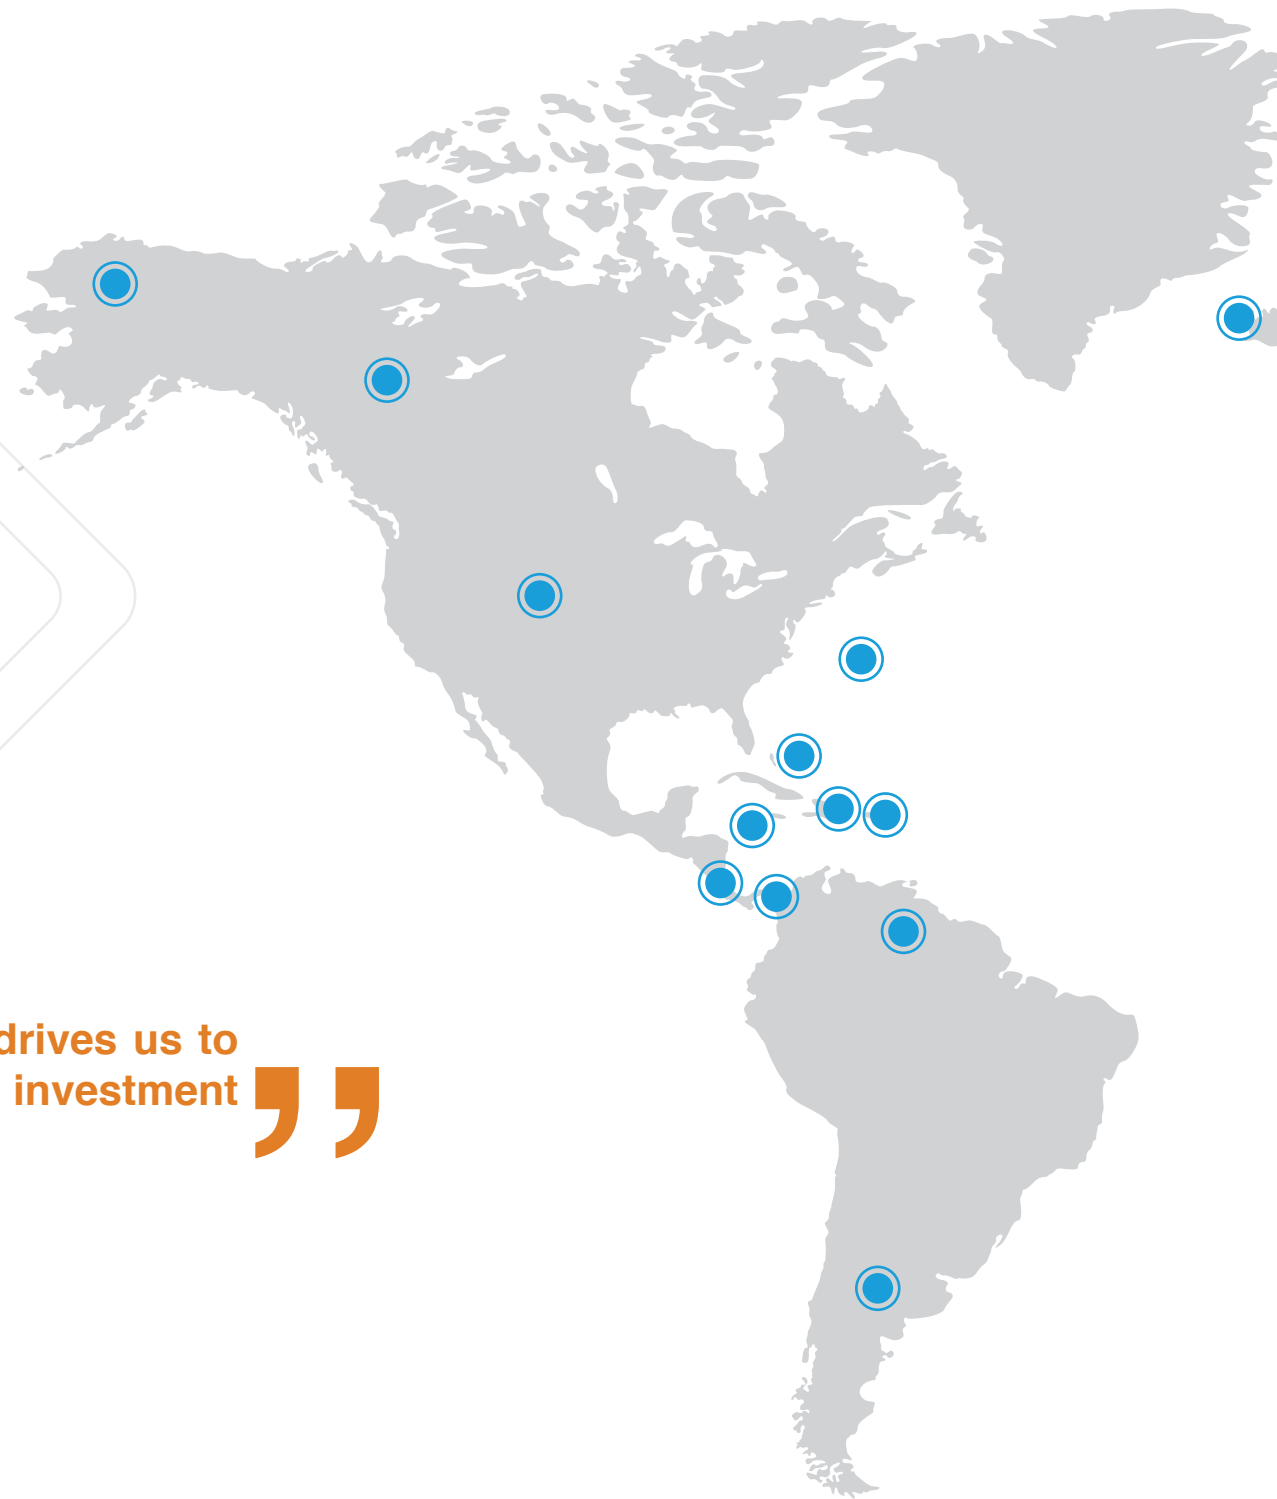 drives us to
investment
”